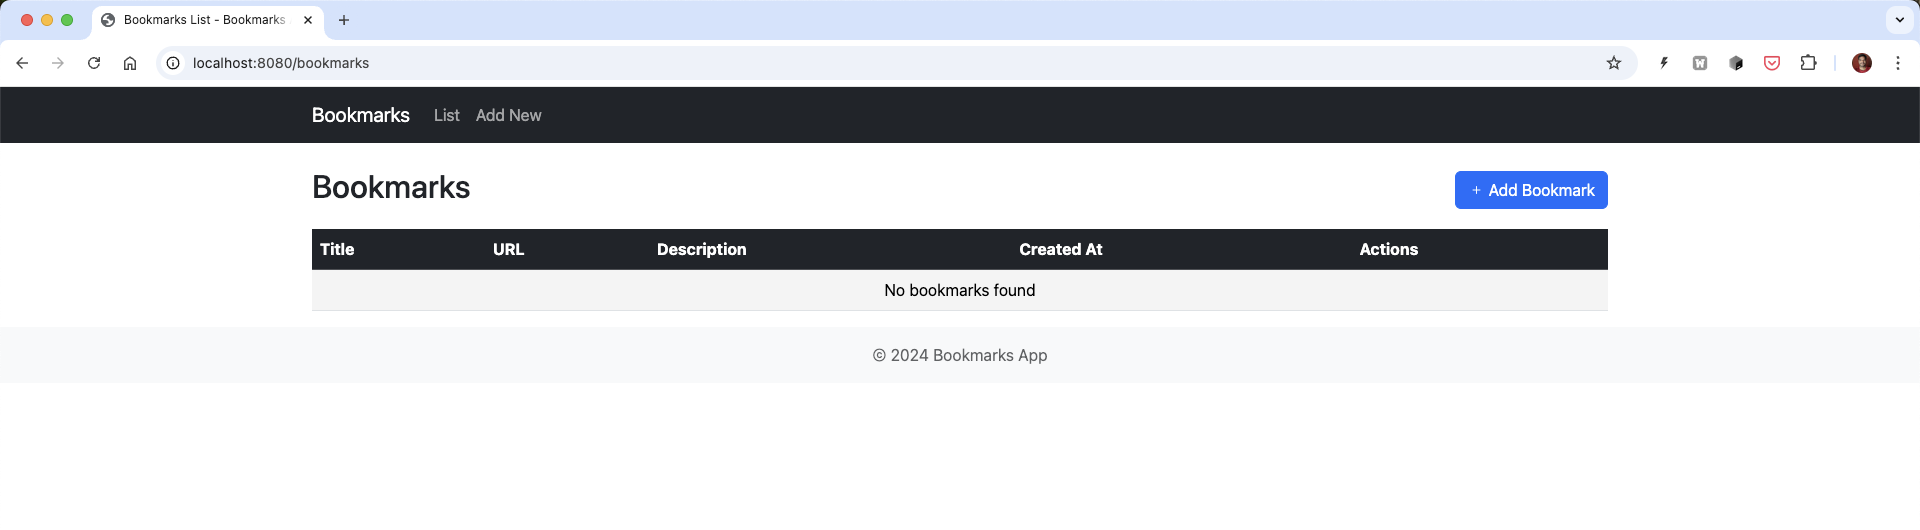 Bookmarks List - Bookmarks
localhost:8080/bookmarks
Bookmarks List Add New
Bookmarks
+ Add Bookmark
Title URL Description Created At Actions
No bookmarks found
© 2024 Bookmarks App